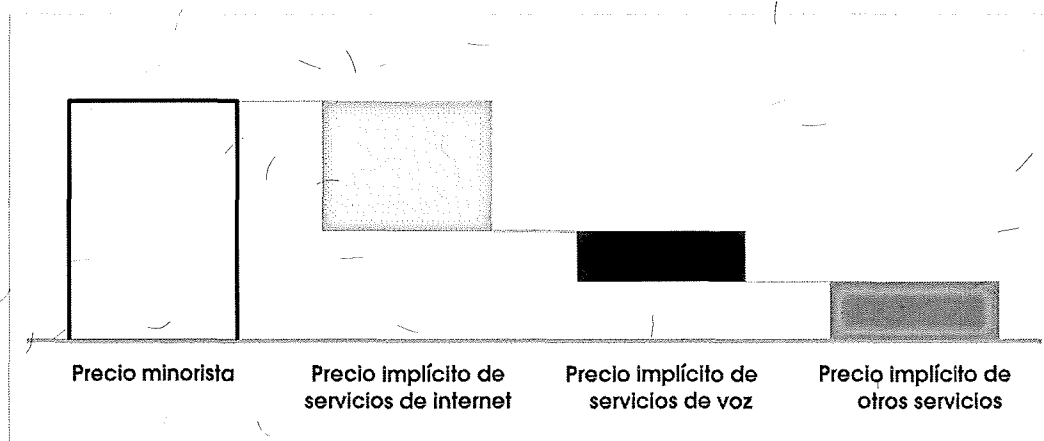 Precio minorista
Precio implícito de
servicios de internet
Precio implícito de
servicios de voz
Precio implícito de
otros servicios